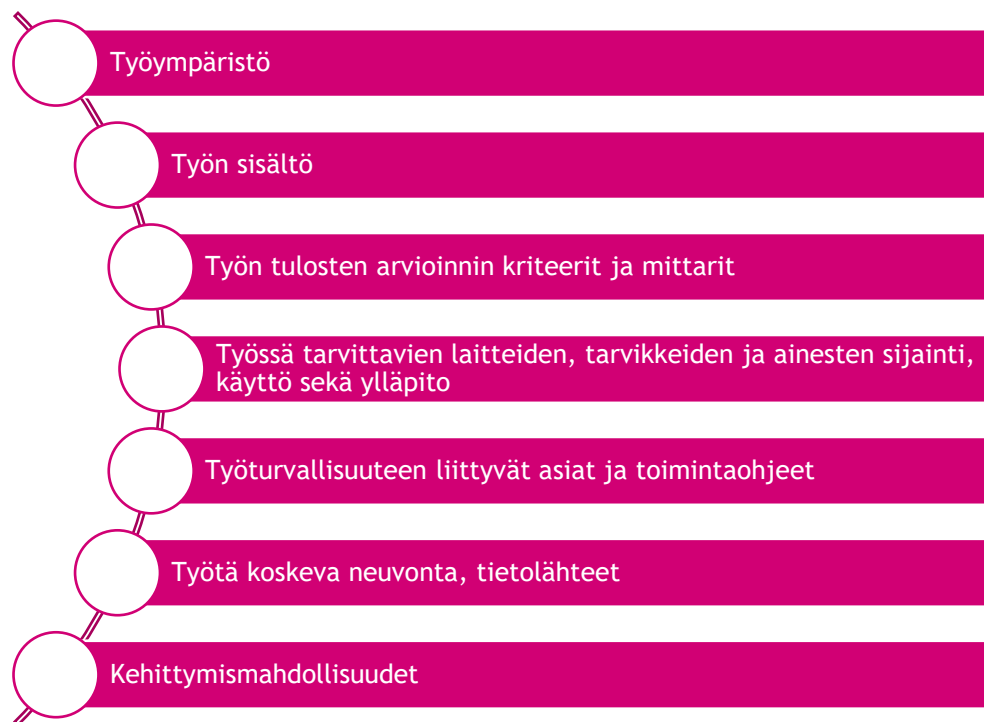 Työympäristö
Työn sisältö
Työn tulosten arvioinnin kriteerit ja mittarit
Työssä tarvittavien laitteiden, tarvikkeiden ja ainesten sijainti,
käyttö sekä ylläpito
Työturvallisuuteen liittyvät asiat ja toimintaohjeet
Työtä koskeva neuvonta, tietolähteet
Kehittymismahdollisuudet